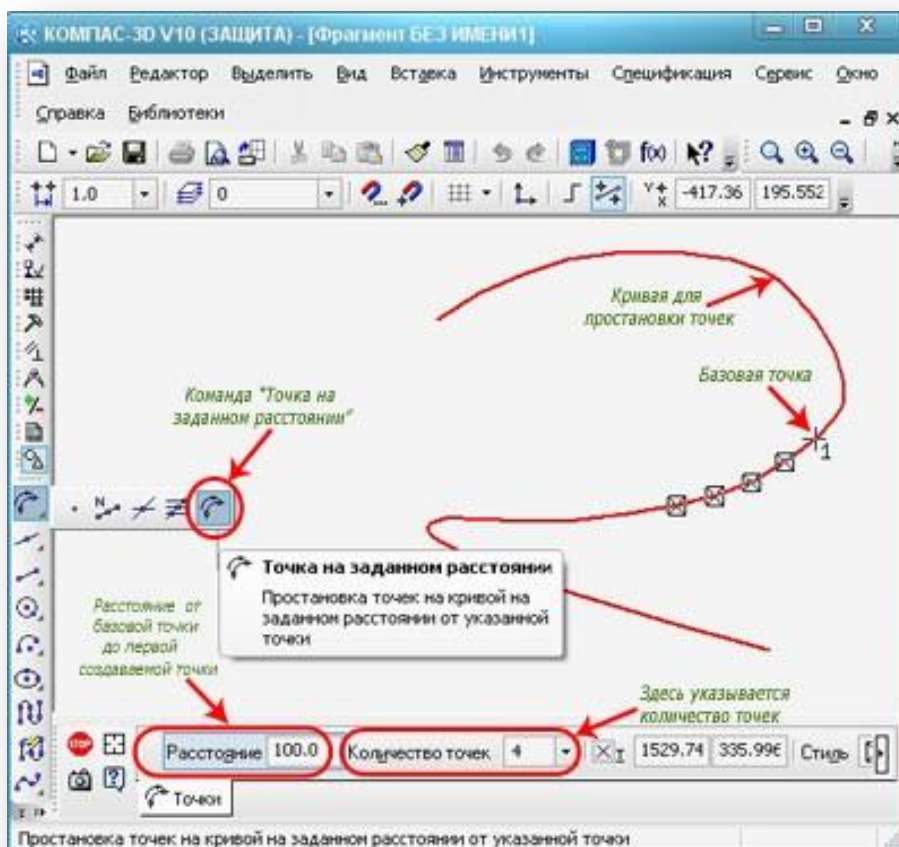 КОМПАС-3D V10 (ЗАЩИТА) - [Фрагмент БЕЗ ИМЕНИ1]
Файл Редактор Выделить Вид Вставка Инструменты Спецификация Сервис Окно
Справка Библиотеки
f(x)
1.0 0 Y X -417.36 195.552
Кривая для
простановки точек
Базовая точка
1
Команда "Точка на
заданном расстоянии"
N
Точка на заданном расстоянии
Простановка точек на кривой на
заданном расстоянии от указанной
точки
Расстояние от
базовой точки
до первой
создаваемой точки
Здесь указывается
количество точек
STOP Расстояние 100.0 Количество точек 4 1529.74 335.996 Стиль
Точки
Простановка точек на кривой на заданном расстоянии от указанной точки